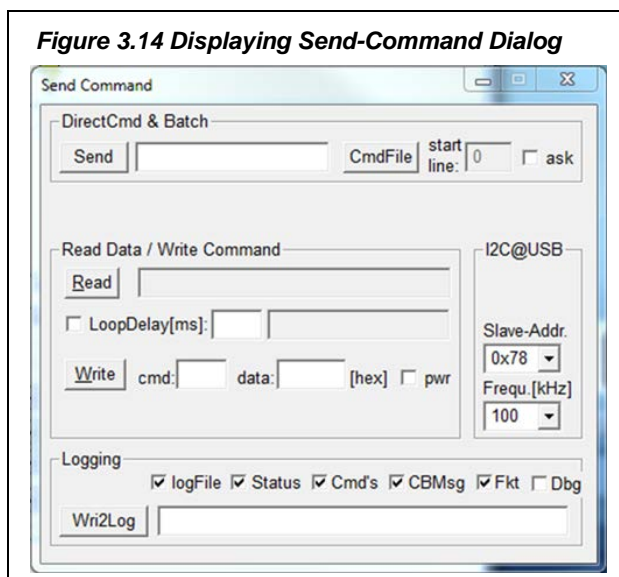 Figure 3.14 Displaying Send-Command Dialog
Send Command
DirectCmd & Batch
Send
CmdFile
start line:
0
ask
Read Data / Write Command
Read
LoopDelay[ms]:
Write
cmd:
data:
[hex]
pwr
I2C@USB
Slave-Addr.
0x78
Frequ.[kHz]
100
Logging
logFile Status Cmd's CBMsg Fkt Dbg
Wri2Log